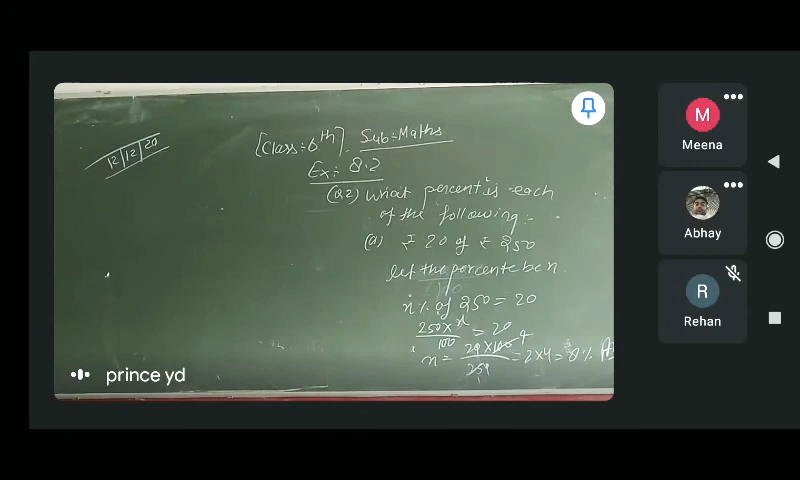 12/12/20
[Class:- 6th]. Sub:- Maths
Ex:- 8.2
(Q2) What percent is each
of the following:-
(a) ₹ 20 of ₹ 250
let the percente be n.
n% of 250 = 20
250 × n / 100 = 20
n = 20 × 100 / 250 = 2×4 = 8%
prince yd
M
Meena
Abhay
R
Rehan